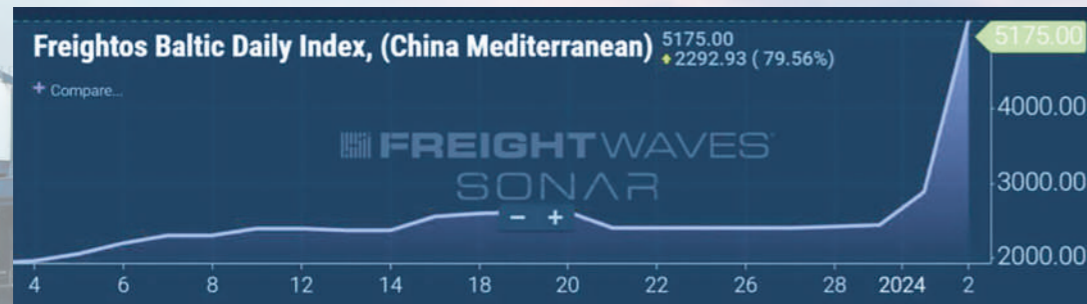 Freightos Baltic Daily Index, (China Mediterranean) 5175.00
2292.93 ( 79.56%)
+ Compare...
5175.00
4000.00
FREIGHTWAVES
SONAR
3000.00
− +
2000.00
4 6 8 12 14 18 20 22 26 28 2024 2